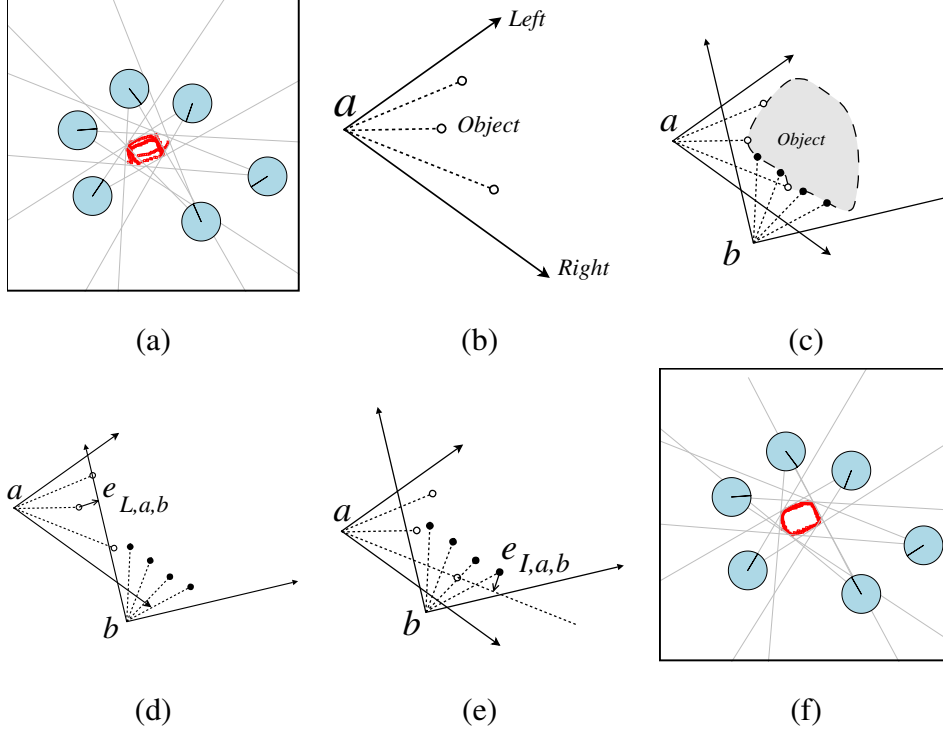 Left
a
Object
Right
a
Object
b
(a)
(b)
(c)
a
e L,a,b
b
a
e I,a,b
b
(d)
(e)
(f)